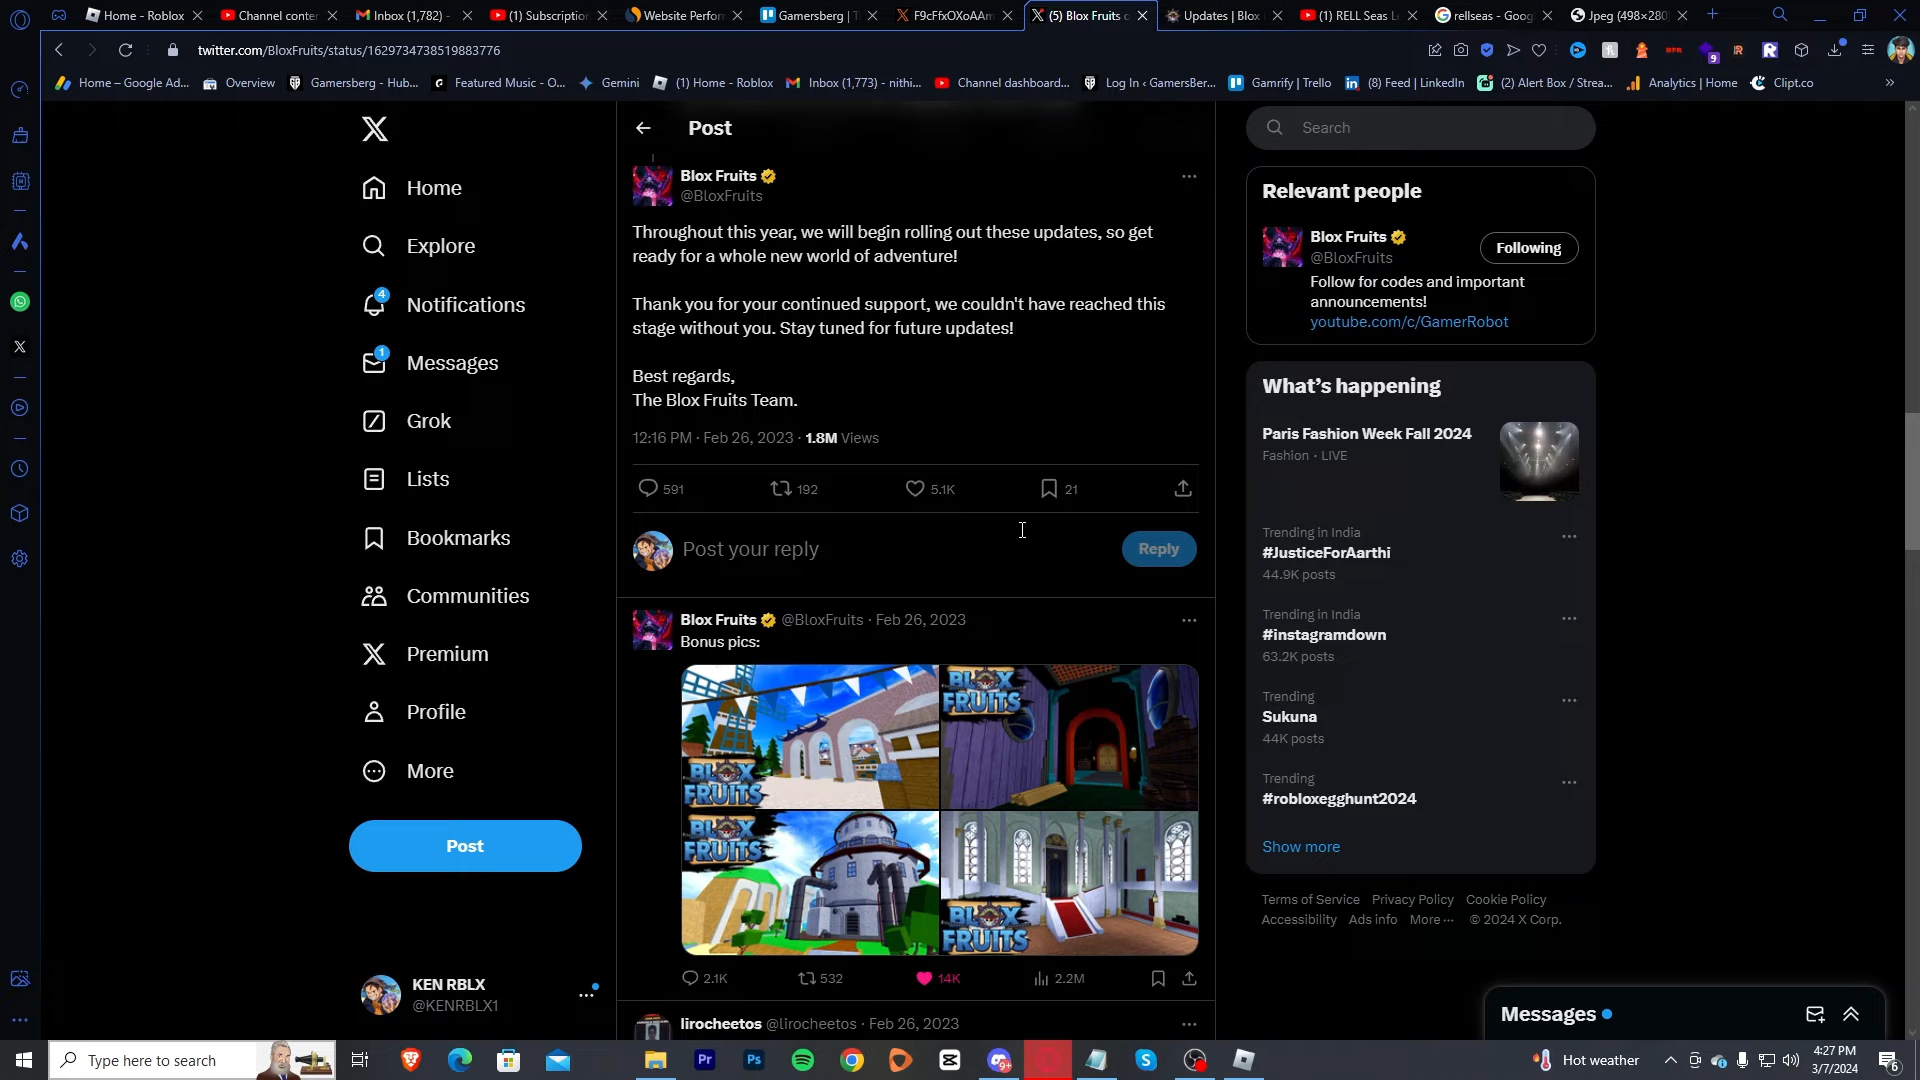 Home - Roblox
Channel conter
Inbox (1,782) -
(1) Subscription
Website Perfor
Gamersberg | T
F9cFfxOXoAAm
(5) Blox Fruits o
Updates | Blox
(1) RELL Seas L
rellseas - Goog
Jpeg (498×280)
twitter.com/BloxFruits/status/1629734738519883776
Home – Google Ad...
Overview
Gamersberg - Hub...
Featured Music - O...
Gemini
(1) Home - Roblox
Inbox (1,773) - nithi...
Channel dashboard...
Log In ‹ GamersBer...
Gamrify | Trello
(8) Feed | LinkedIn
(2) Alert Box / Strea...
Analytics | Home
Clipt.co
»
Home
Explore
4
Notifications
1
Messages
Grok
Lists
Bookmarks
Communities
Premium
Profile
More
Post
KEN RBLX
@KENRBLX1
Post
Blox Fruits
@BloxFruits
Throughout this year, we will begin rolling out these updates, so get
ready for a whole new world of adventure!
Thank you for your continued support, we couldn't have reached this
stage without you. Stay tuned for future updates!
Best regards,
The Blox Fruits Team.
12:16 PM · Feb 26, 2023 · 1.8M Views
591
192
5.1K
21
Post your reply
Reply
Blox Fruits @BloxFruits · Feb 26, 2023
Bonus pics:
BLOX
FRUITS
BLOX
FRUITS
BLOX
FRUITS
BLOX
FRUITS
2.1K
532
14K
2.2M
lirocheetos @lirocheetos · Feb 26, 2023
Search
Relevant people
Blox Fruits
@BloxFruits
Following
Follow for codes and important
announcements!
youtube.com/c/GamerRobot
What's happening
Paris Fashion Week Fall 2024
Fashion · LIVE
Trending in India
#JusticeForAarthi
44.9K posts
Trending in India
#instagramdown
63.2K posts
Trending
Sukuna
44K posts
Trending
#robloxegghunt2024
Show more
Terms of Service Privacy Policy Cookie Policy
Accessibility Ads info More ··· © 2024 X Corp.
Messages
Type here to search
Hot weather
4:27 PM
3/7/2024
6